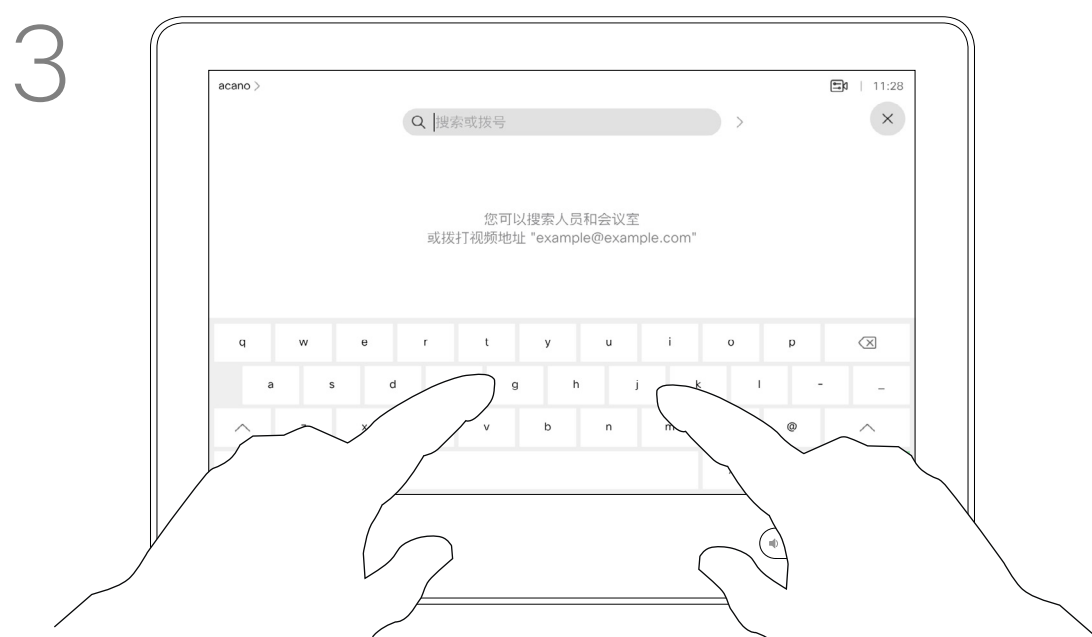 3
acano >
11:28
搜索或拨号
您可以搜索人员和会议室
或拨打视频地址 "example@example.com"
q w e r t y u i o p
a s d g h j k l - _
x v b n m @